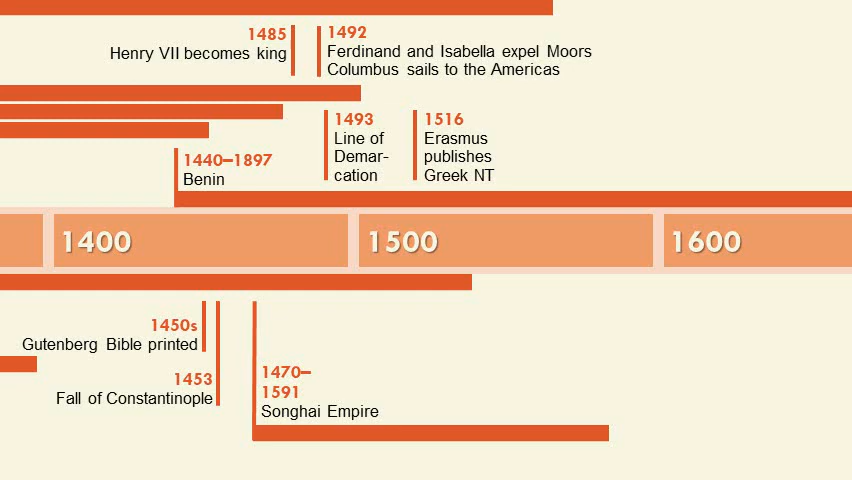 1485
Henry VII becomes king
1492
Ferdinand and Isabella expel Moors
Columbus sails to the Americas
1493
Line of
Demar-
cation
1516
Erasmus
publishes
Greek NT
1440–1897
Benin
1400
1500
1600
1450s
Gutenberg Bible printed
1453
Fall of Constantinople
1470–
1591
Songhai Empire